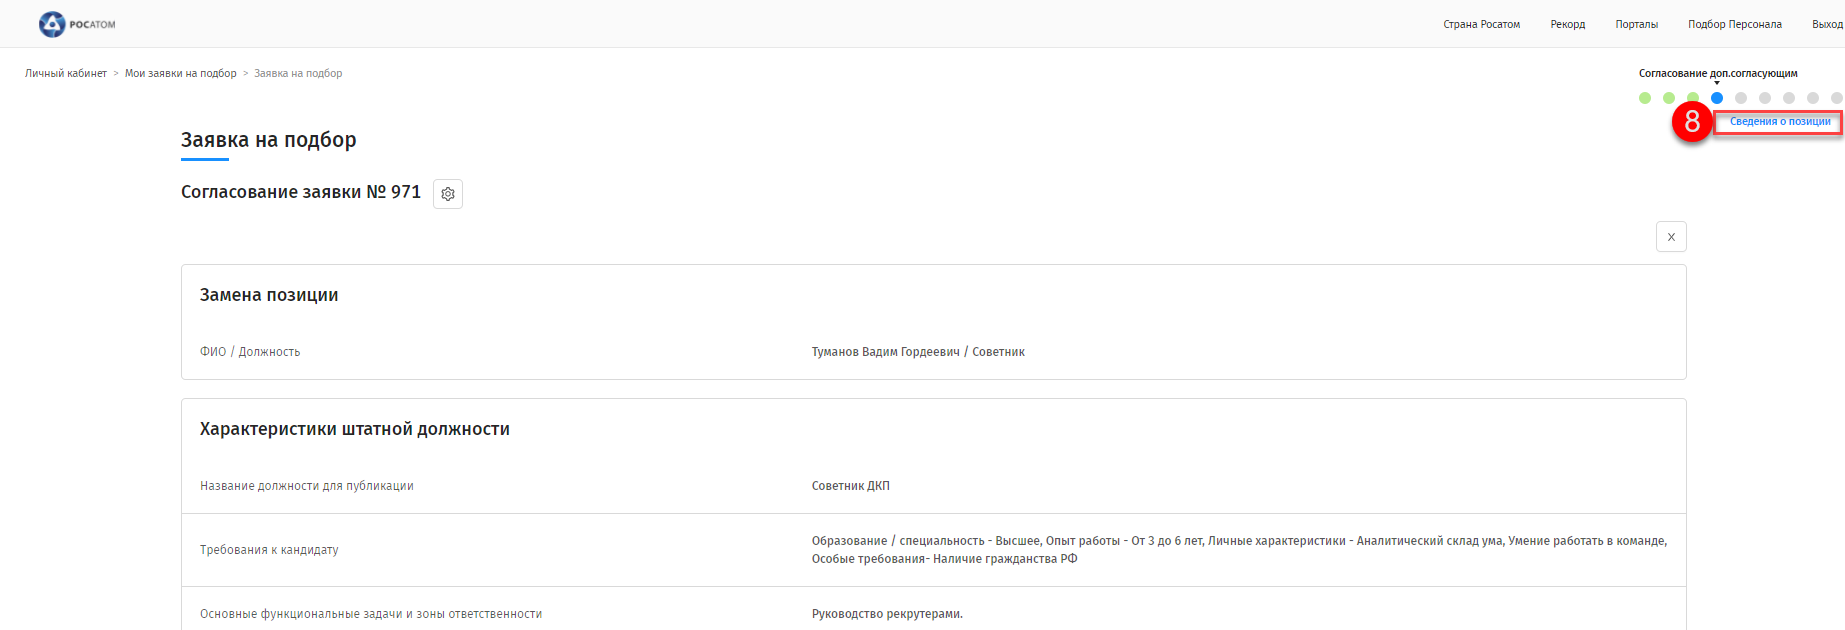 РОСАТОМ
Страна Росатом Рекорд Порталы Подбор Персонала Выход
Личный кабинет > Мои заявки на подбор > Заявка на подбор
Согласование доп.согласующим
8 Сведения о позиции
Заявка на подбор
Согласование заявки № 971
X
Замена позиции
ФИО / Должность Туманов Вадим Гордеевич / Советник
Характеристики штатной должности
Название должности для публикации Советник ДКП
Требования к кандидату Образование / специальность - Высшее, Опыт работы - От 3 до 6 лет, Личные характеристики - Аналитический склад ума, Умение работать в команде,
Особые требования- Наличие гражданства РФ
Основные функциональные задачи и зоны ответственности Руководство рекрутерами.